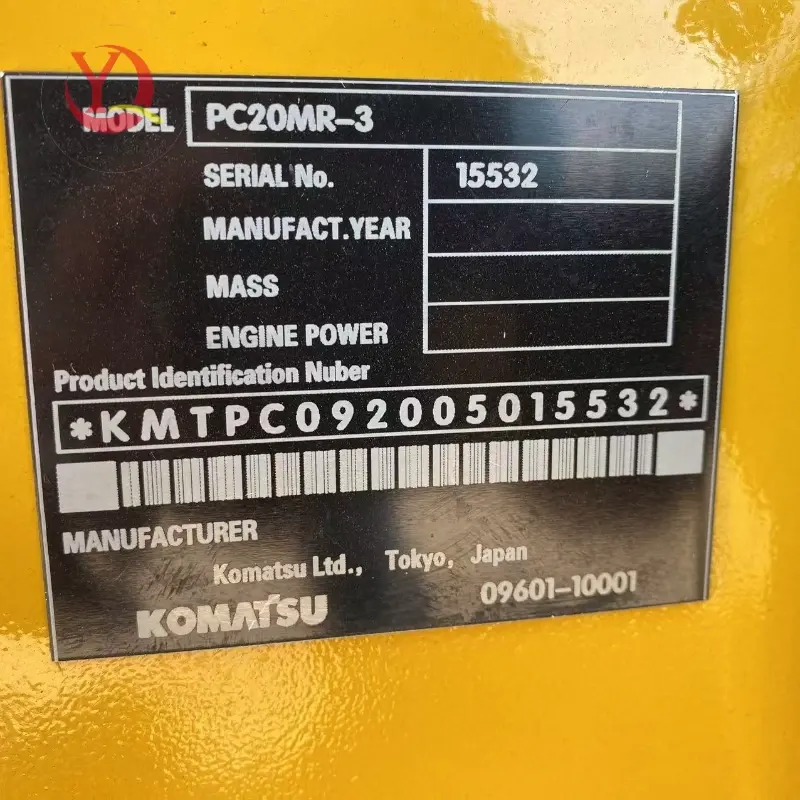 MODEL PC20MR-3
SERIAL No. 15532
MANUFACT.YEAR
MASS
ENGINE POWER
Product Identification Nuber
*KMTPC092005015532*
MANUFACTURER
Komatsu Ltd., Tokyo, Japan
KOMATSU 09601-10001